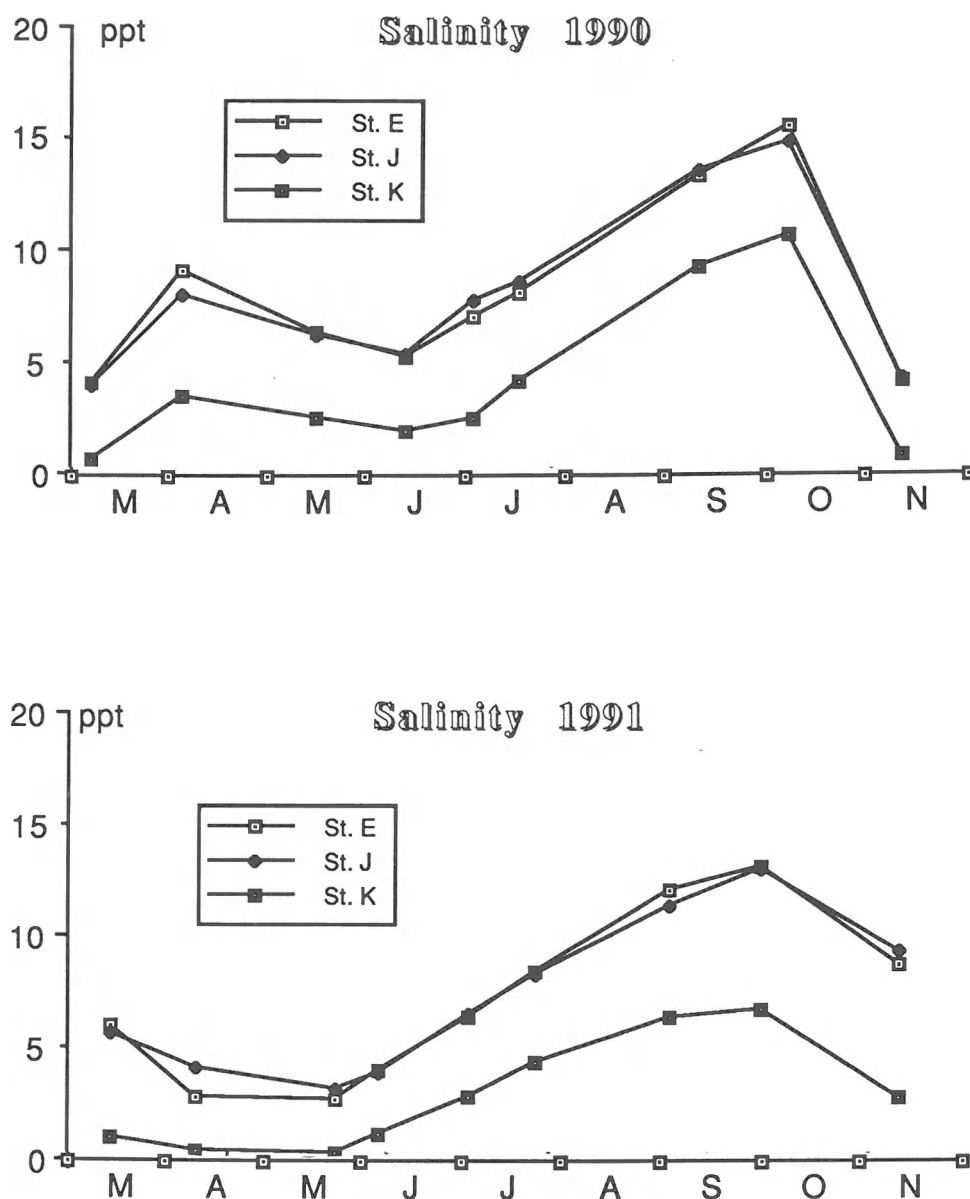 20 ppt Salinity 1990
St. E
15
St. J
St. K
10
5
0
M A M J J A S O N
20 ppt Salinity 1991
15
St. E
St. J
St. K
10
5
0
M A M J J A S O N